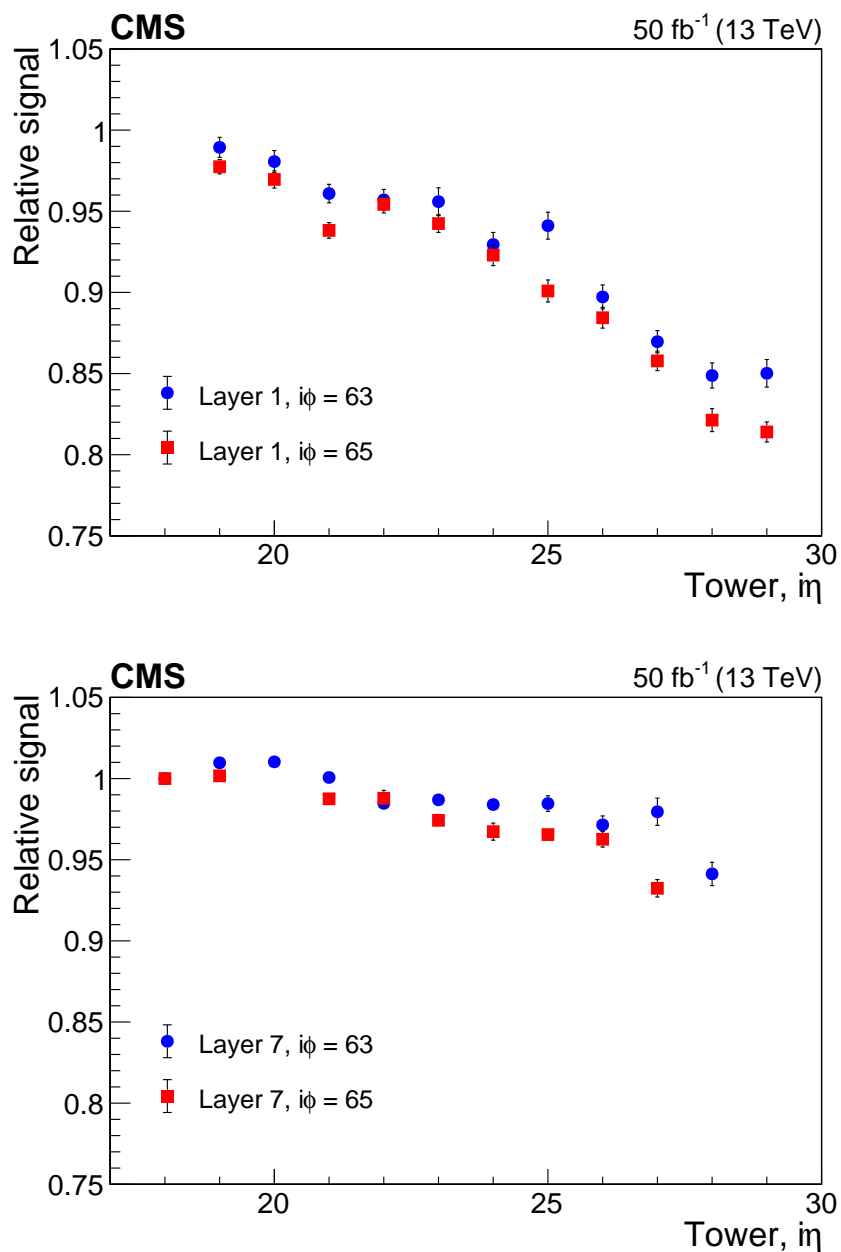 CMS 50 fb⁻¹ (13 TeV)
Relative signal
1.05
1
0.95
0.9
0.85
0.8
0.75
Layer 1, iϕ = 63
Layer 1, iϕ = 65
20 25 30
Tower, iη
CMS 50 fb⁻¹ (13 TeV)
Relative signal
1.05
1
0.95
0.9
0.85
0.8
0.75
Layer 7, iϕ = 63
Layer 7, iϕ = 65
20 25 30
Tower, iη